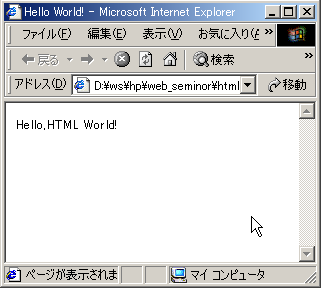 Hello World! - Microsoft Internet Explorer
ファイル(F) 編集(E) 表示(V) お気に入り(A »
戻る » 検索 »
アドレス(D) D:\ws\hp\web_seminor\html 移動
Hello,HTML World!
ページが表示されま マイ コンピュータ